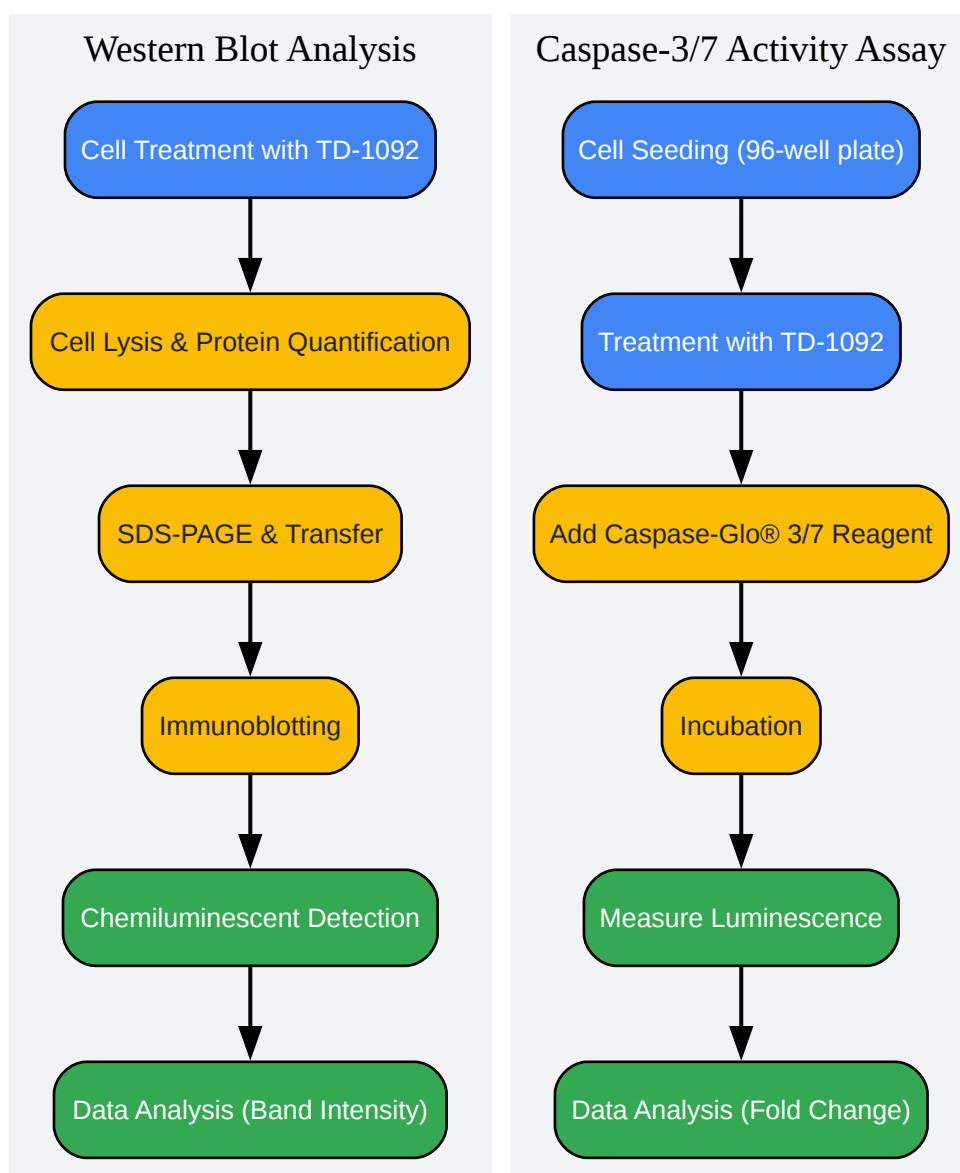 Western Blot Analysis
Cell Treatment with TD-1092
Cell Lysis & Protein Quantification
SDS-PAGE & Transfer
Immunoblotting
Chemiluminescent Detection
Data Analysis (Band Intensity)
Caspase-3/7 Activity Assay
Cell Seeding (96-well plate)
Treatment with TD-1092
Add Caspase-Glo® 3/7 Reagent
Incubation
Measure Luminescence
Data Analysis (Fold Change)